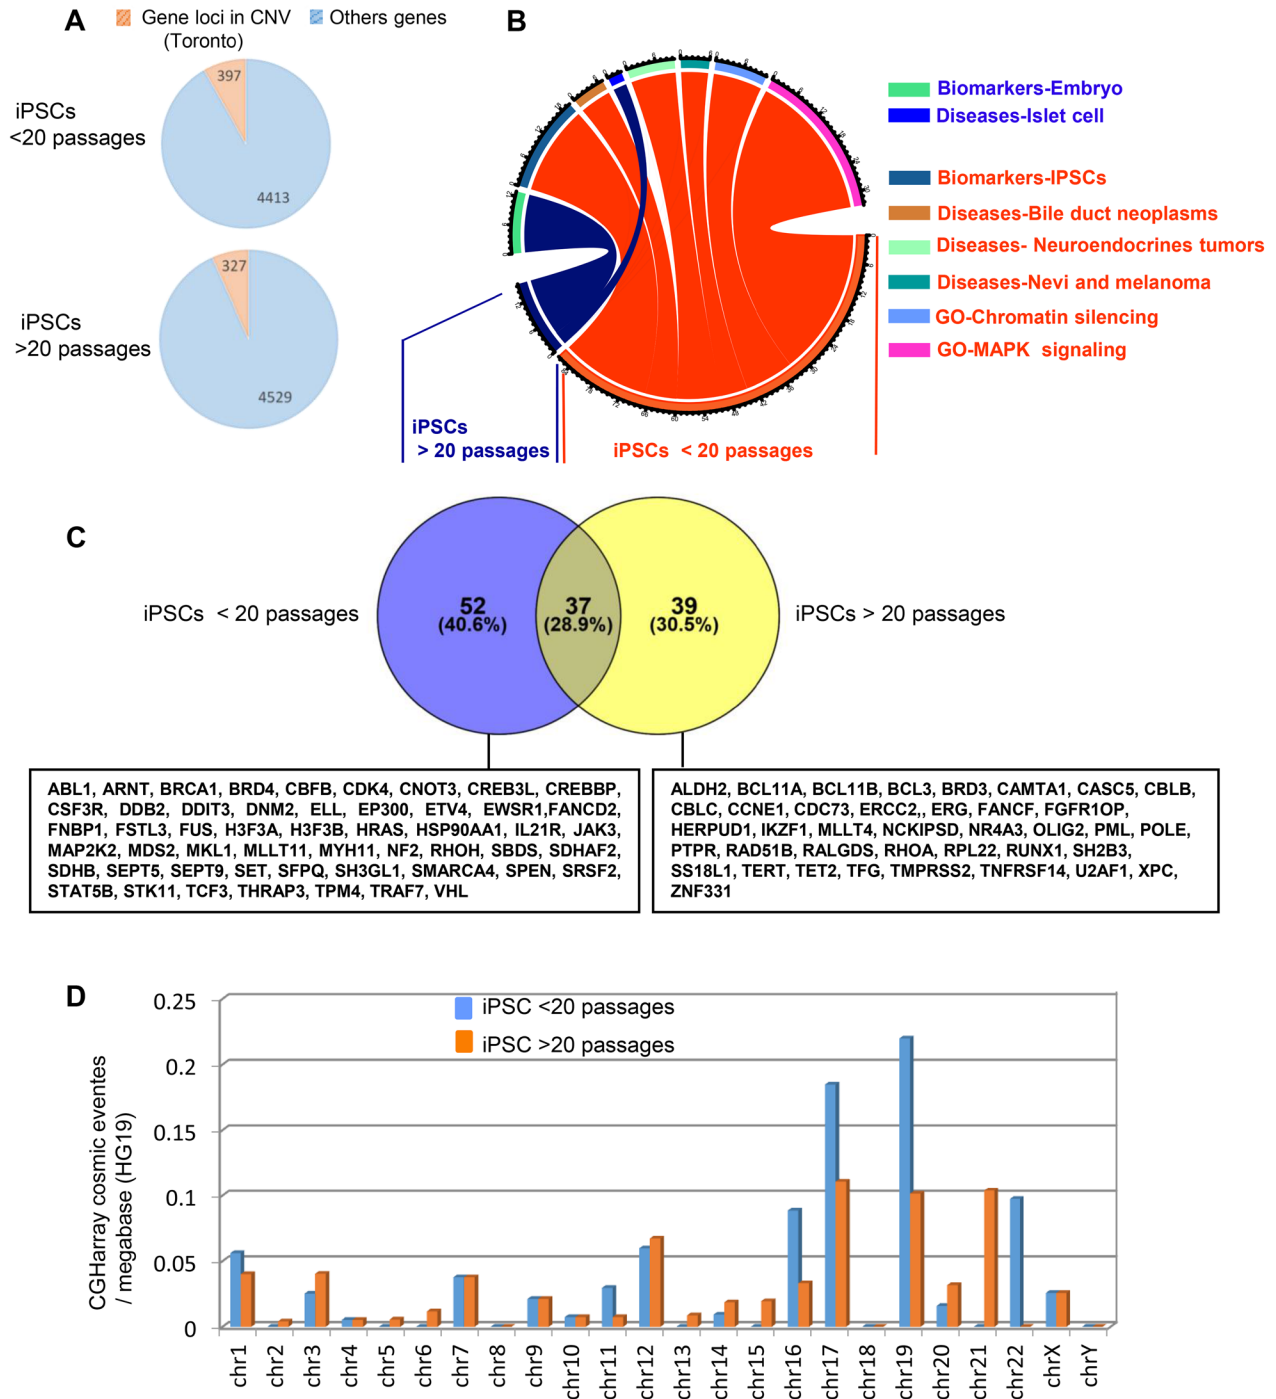 A
Gene loci in CNV
(Toronto)
Others genes
iPSCs
<20 passages
397
4413
iPSCs
>20 passages
327
4529
B
Biomarkers-Embryo
Diseases-Islet cell
Biomarkers-IPSCs
Diseases-Bile duct neoplasms
Diseases- Neuroendocrines tumors
Diseases-Nevi and melanoma
GO-Chromatin silencing
GO-MAPK signaling
iPSCs
> 20 passages
iPSCs < 20 passages
C
iPSCs < 20 passages
52
(40.6%)
37
(28.9%)
39
(30.5%)
iPSCs > 20 passages
ABL1, ARNT, BRCA1, BRD4, CBFB, CDK4, CNOT3, CREB3L, CREBBP,
CSF3R, DDB2, DDIT3, DNM2, ELL, EP300, ETV4, EWSR1,FANCD2,
FNBP1, FSTL3, FUS, H3F3A, H3F3B, HRAS, HSP90AA1, IL21R, JAK3,
MAP2K2, MDS2, MKL1, MLLT11, MYH11, NF2, RHOH, SBDS, SDHAF2,
SDHB, SEPT5, SEPT9, SET, SFPQ, SH3GL1, SMARCA4, SPEN, SRSF2,
STAT5B, STK11, TCF3, THRAP3, TPM4, TRAF7, VHL
ALDH2, BCL11A, BCL11B, BCL3, BRD3, CAMTA1, CASC5, CBLB,
CBLC, CCNE1, CDC73, ERCC2,, ERG, FANCF, FGFR1OP,
HERPUD1, IKZF1, MLLT4, NCKIPSD, NR4A3, OLIG2, PML, POLE,
PTPR, RAD51B, RALGDS, RHOA, RPL22, RUNX1, SH2B3,
SS18L1, TERT, TET2, TFG, TMPRSS2, TNFRSF14, U2AF1, XPC,
ZNF331
D
iPSC <20 passages
iPSC >20 passages
CGHarray cosmic eventes
/ megabase (HG19)
0.25
0.2
0.15
0.1
0.05
0
chr1
chr2
chr3
chr4
chr5
chr6
chr7
chr8
chr9
chr10
chr11
chr12
chr13
chr14
chr15
chr16
chr17
chr18
chr19
chr20
chr21
chr22
chrX
chrY